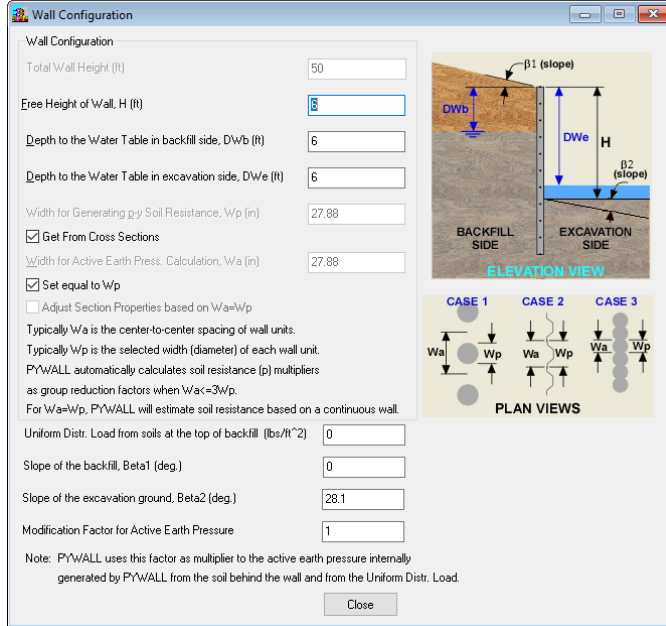 Wall Configuration
Wall Configuration
Total Wall Height (ft)
50
Free Height of Wall, H (ft)
6
Depth to the Water Table in backfill side, DWb (ft)
6
Depth to the Water Table in excavation side, DWe (ft)
6
Width for Generating p-y Soil Resistance, Wp (in)
27.88
Get From Cross Sections
Width for Active Earth Press. Calculation, Wa (in)
27.88
Set equal to Wp
Adjust Section Properties based on Wa=Wp
Typically Wa is the center-to-center spacing of wall units.
Typically Wp is the selected width (diameter) of each wall unit.
PYWALL automatically calculates soil resistance (p) multipliers
as group reduction factors when Wa<=3Wp.
For Wa=Wp, PYWALL will estimate soil resistance based on a continuous wall.
β1 (slope)
DWb
DWe
H
β2
(slope)
BACKFILL
SIDE
EXCAVATION
SIDE
ELEVATION VIEW
CASE 1
CASE 2
CASE 3
Wa
Wp
Wa
Wp
Wa
Wp
PLAN VIEWS
Uniform Distr. Load from soils at the top of backfill (lbs/ft^2)
0
Slope of the backfill, Beta1 (deg.)
0
Slope of the excavation ground, Beta2 (deg.)
28.1
Modification Factor for Active Earth Pressure
1
Note: PYWALL uses this factor as multiplier to the active earth pressure internally
generated by PYWALL from the soil behind the wall and from the Uniform Distr. Load.
Close